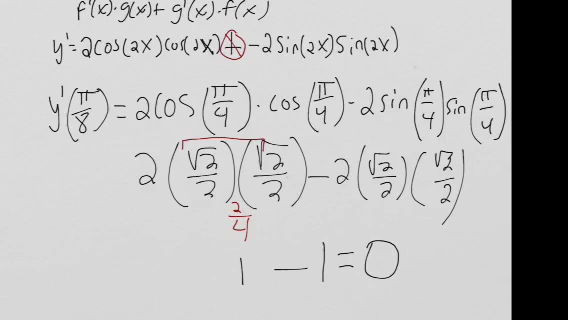 f'(x)·g(x)+ g'(x)·f(x)
y'=2cos(2x)cos(2x)+-2Sin(2x)Sin(2x)
y'(π/8)=2cos(π/4)·cos(π/4)-2sin(π/4)sin(π/4)
2(√2/2)(√2/2)-2(√2/2)(√2/2)
2/4
1-1=0